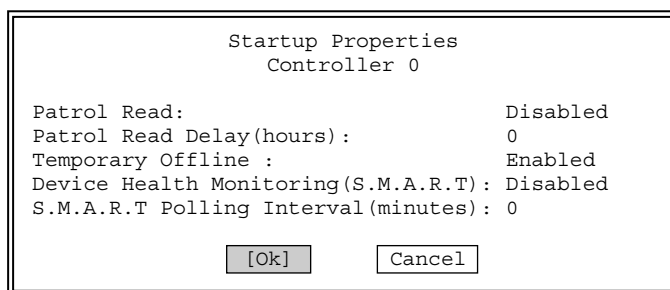 Startup Properties
Controller 0
Patrol Read: Disabled
Patrol Read Delay(hours): 0
Temporary Offline : Enabled
Device Health Monitoring(S.M.A.R.T): Disabled
S.M.A.R.T Polling Interval(minutes): 0
[Ok] Cancel